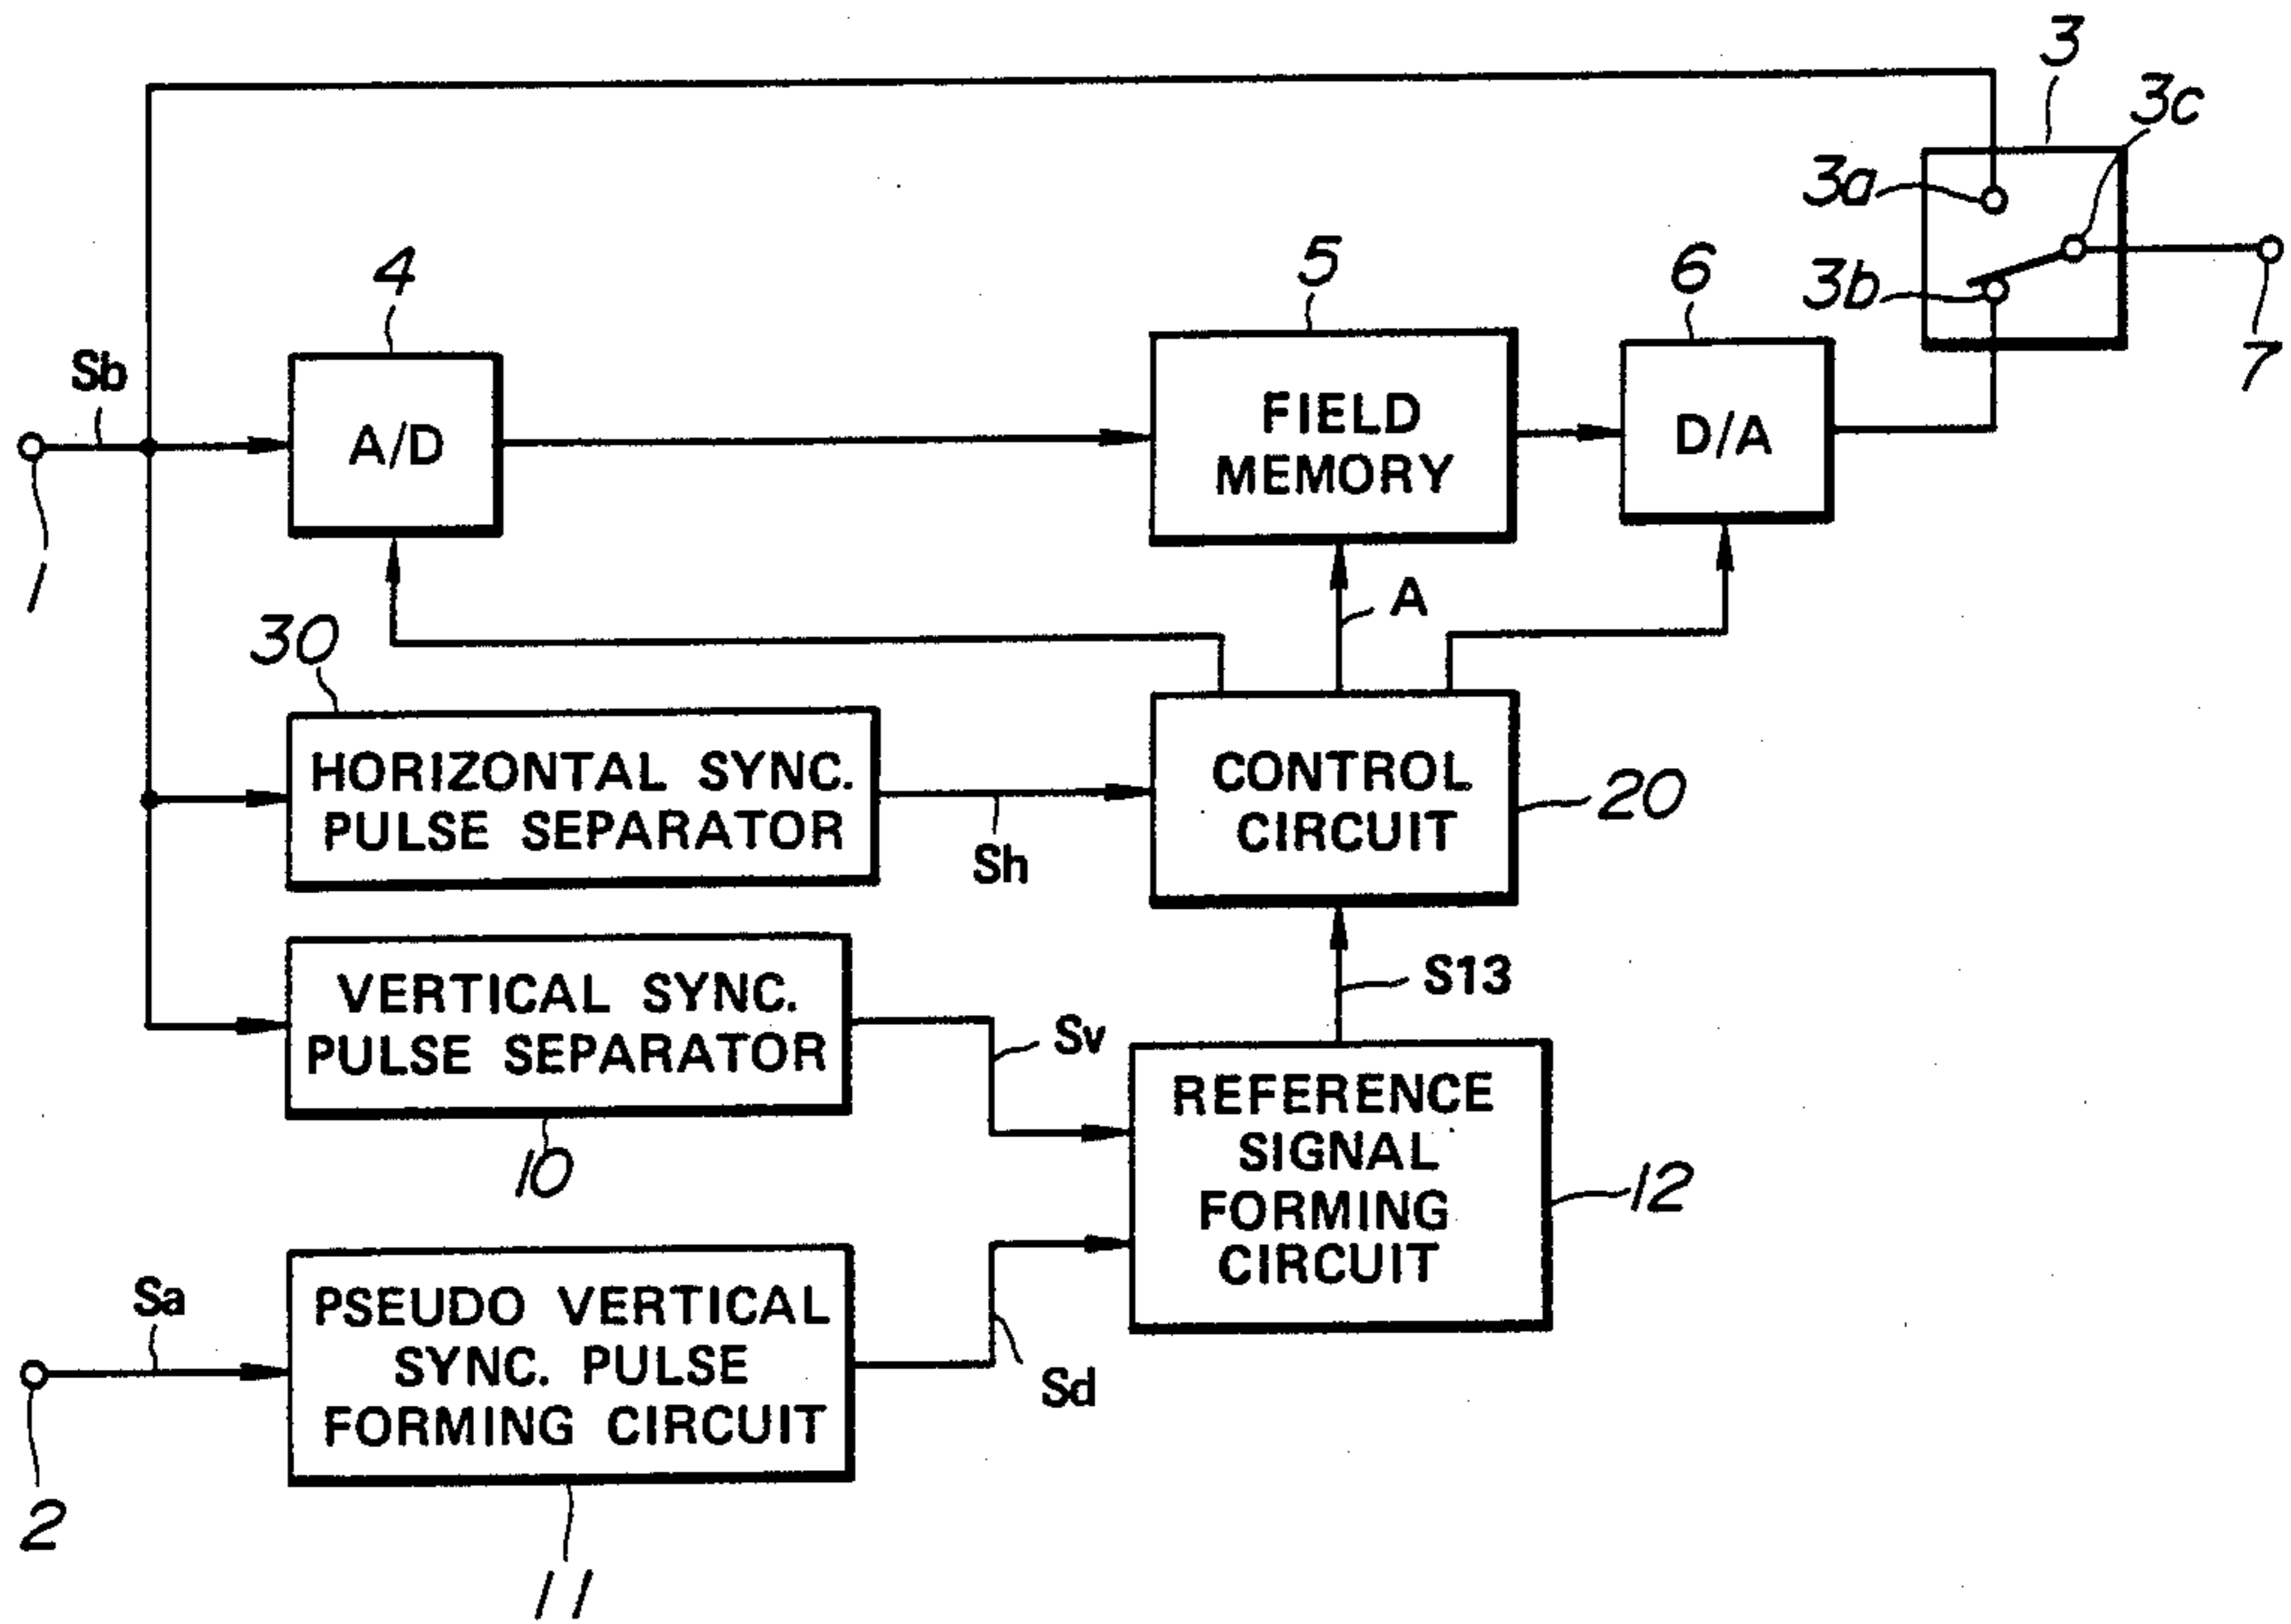 3
3c
3a
3b
7
4
5
6
Sb
1
A/D
FIELD
MEMORY
D/A
A
30
HORIZONTAL SYNC.
PULSE SEPARATOR
Sh
CONTROL
CIRCUIT
20
VERTICAL SYNC.
PULSE SEPARATOR
10
Sv
S13
REFERENCE
SIGNAL
FORMING
CIRCUIT
12
Sa
2
PSEUDO VERTICAL
SYNC. PULSE
FORMING CIRCUIT
11
Sd